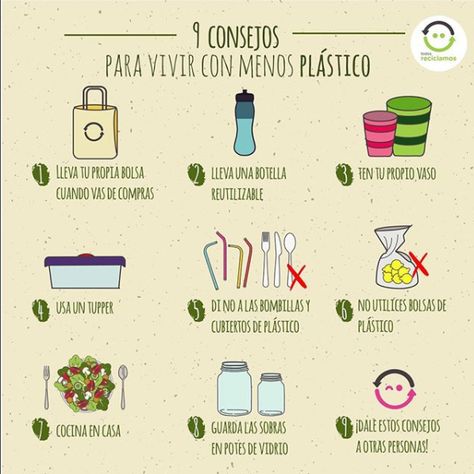 9 CONSEJOS
PARA VIVIR CON MENOS PLÁSTICO
todos
reciclamos
1 LLEVA TU PROPIA BOLSA
CUANDO VAS DE COMPRAS
2 LLEVA UNA BOTELLA
REUTILIZABLE
3 TEN TU PROPIO VASO
4 USA UN TUPPER
5 DI NO A LAS BOMBILLAS Y
CUBIERTOS DE PLÁSTICO
6 NO UTILICES BOLSAS DE
PLÁSTICO
7 COCINA EN CASA
8 GUARDA LAS SOBRAS
EN POTES DE VIDRIO
9 ¡DALÈ ESTOS CONSEJOS
A OTRAS PERSONAS!